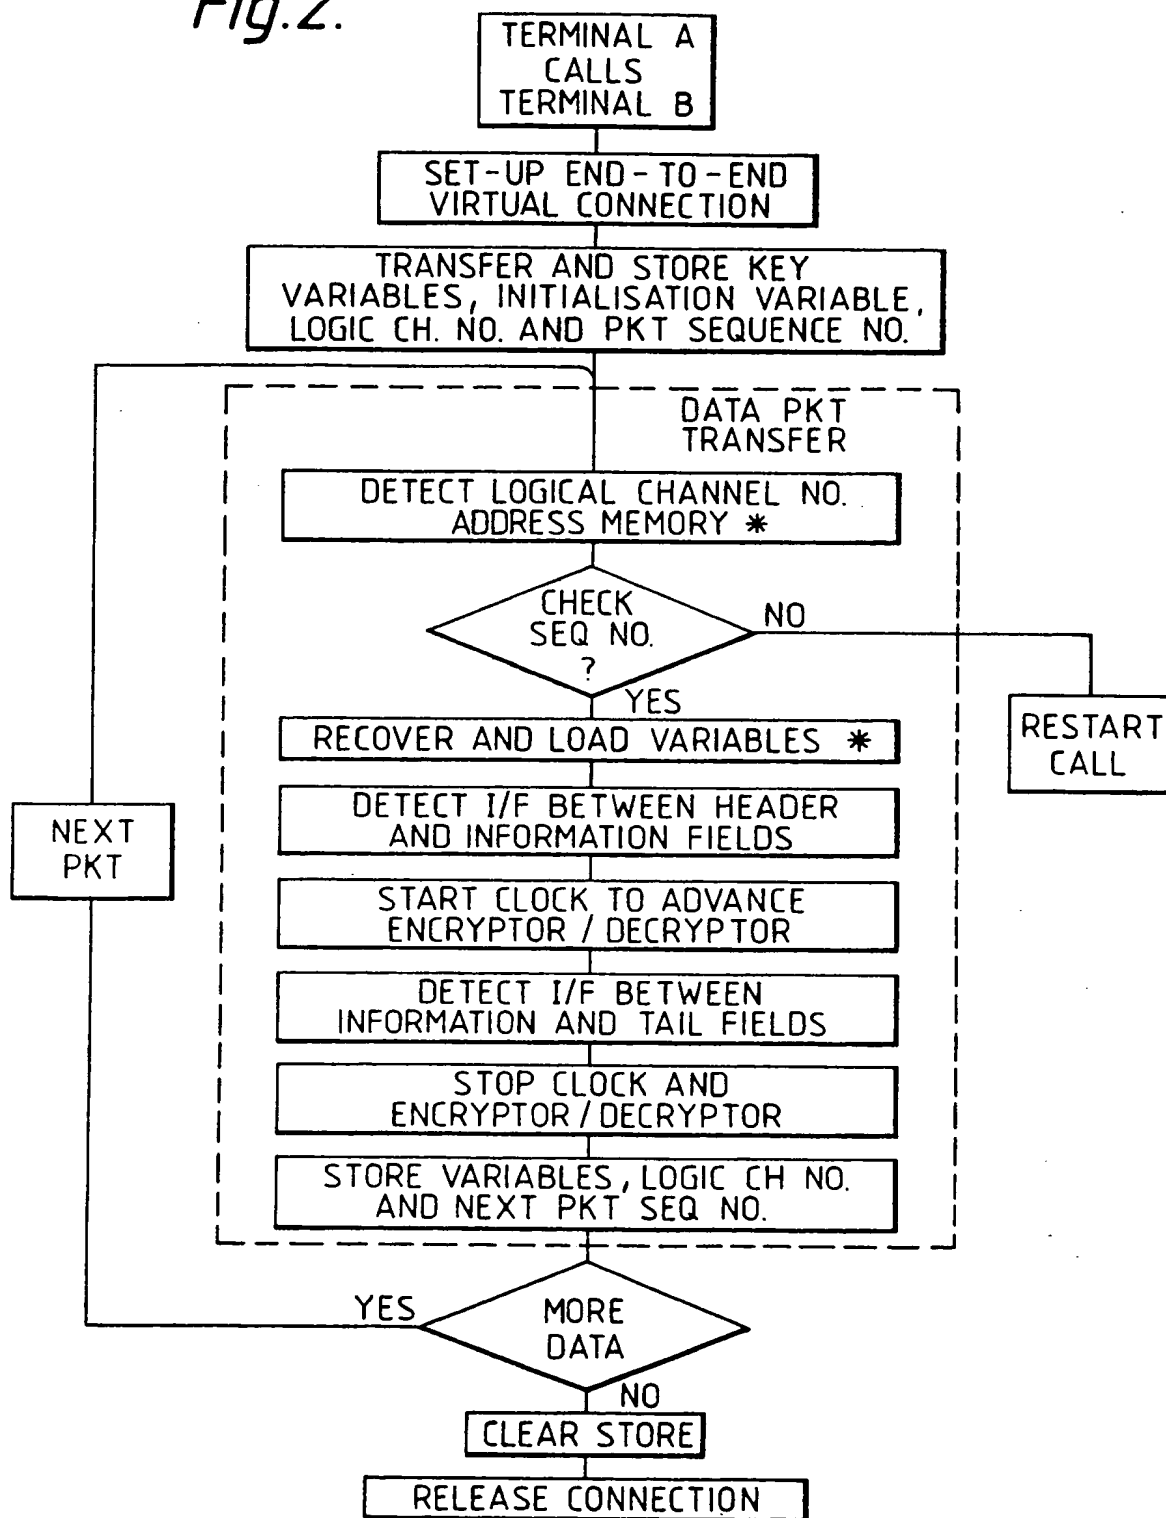 Fig.2.
TERMINAL A
CALLS
TERMINAL B
SET-UP END-TO-END
VIRTUAL CONNECTION
TRANSFER AND STORE KEY
VARIABLES, INITIALISATION VARIABLE,
LOGIC CH. NO. AND PKT SEQUENCE NO.
DATA PKT
TRANSFER
DETECT LOGICAL CHANNEL NO.
ADDRESS MEMORY *
CHECK
SEQ NO.
?
NO
YES
RESTART
CALL
RECOVER AND LOAD VARIABLES *
DETECT I/F BETWEEN HEADER
AND INFORMATION FIELDS
NEXT
PKT
START CLOCK TO ADVANCE
ENCRYPTOR / DECRYPTOR
DETECT I/F BETWEEN
INFORMATION AND TAIL FIELDS
STOP CLOCK AND
ENCRYPTOR / DECRYPTOR
STORE VARIABLES, LOGIC CH NO.
AND NEXT PKT SEQ NO.
YES
MORE
DATA
NO
CLEAR STORE
RELEASE CONNECTION